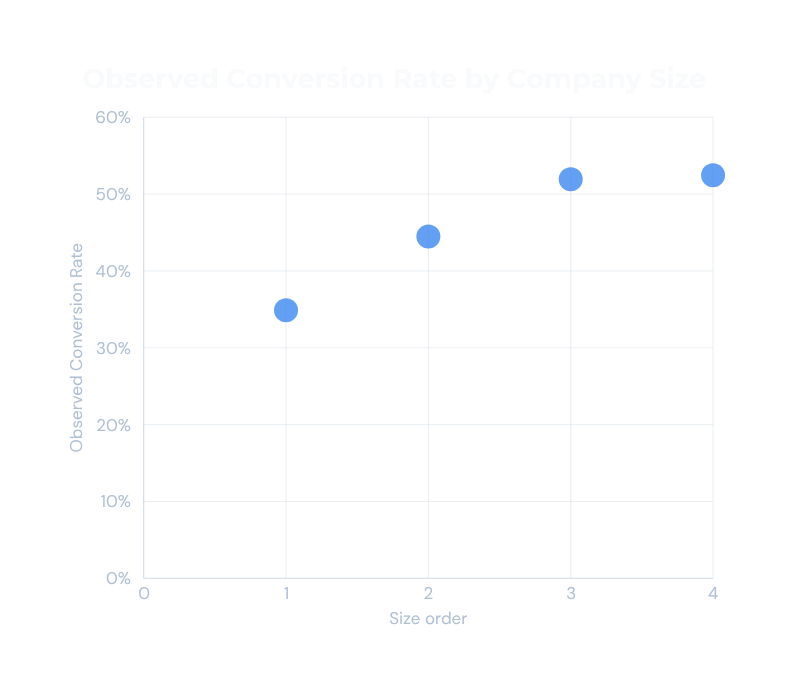 Observed Conversion Rate by Company Size
60%
50%
40%
30%
20%
10%
0%
Observed Conversion Rate
0 1 2 3 4
Size order